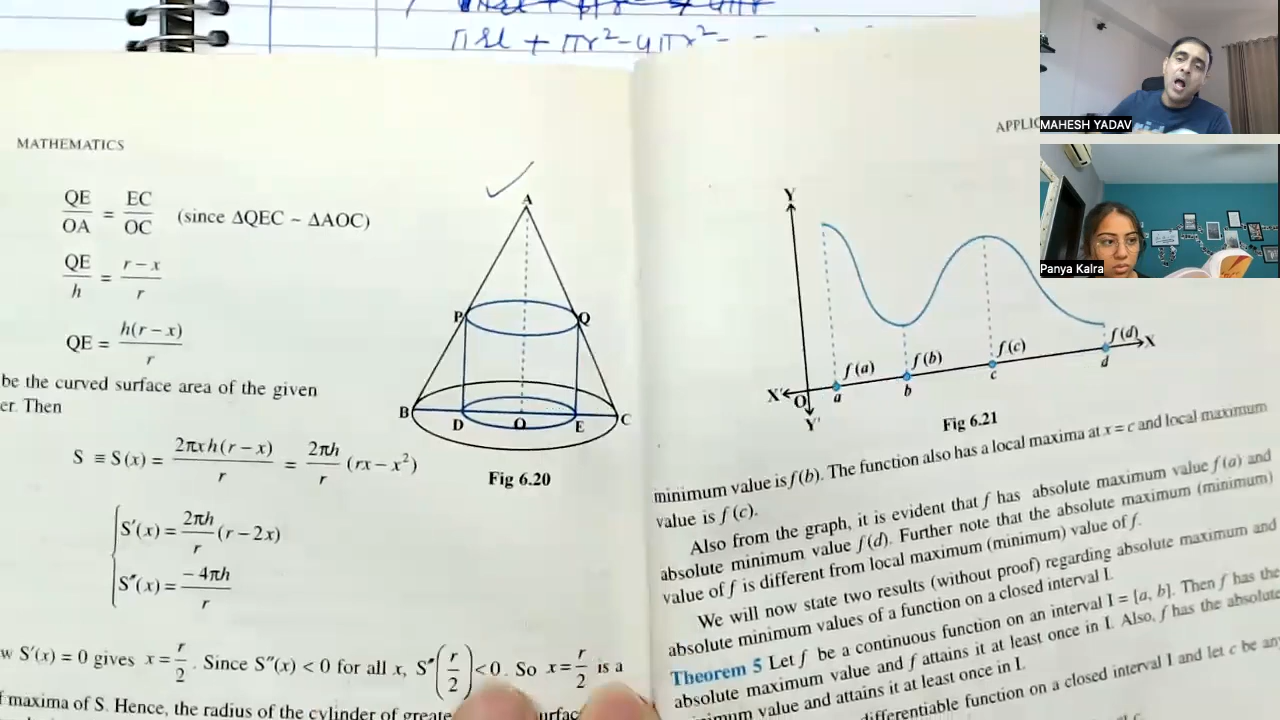 πrl + πr² - 4πr² -
MATHEMATICS
QE/OA = EC/OC (since ΔQEC ~ ΔAOC)
QE/h = r-x/r
QE = h(r-x)/r
be the curved surface area of the given
er. Then
S ≡ S(x) = 2πxh(r-x)/r = 2πh/r (rx-x²)
S′(x) = 2πh/r (r-2x)
S″(x) = -4πh/r
w S′(x) = 0 gives x = r/2. Since S″(x) < 0 for all x, S″(r/2) < 0. So x = r/2 is a
f maxima of S. Hence, the radius of the cylinder of
A
P
Q
B
D
O
E
C
Fig 6.20
APPLIC
Y
f(a)
f(b)
f(c)
f(d)
X
X′
O
a
b
c
d
Y′
Fig 6.21
minimum value is f(b). The function also has a local maxima at x = c and local maximum
value is f(c).
Also from the graph, it is evident that f has absolute maximum value f(a) and
absolute minimum value f(d). Further note that the absolute maximum (minimum)
value of f is different from local maximum (minimum) value of f.
We will now state two results (without proof) regarding absolute maximum and
absolute minimum values of a function on a closed interval I.
Theorem 5 Let f be a continuous function on an interval I = [a, b]. Then f has the
absolute maximum value and f attains it at least once in I. Also, f has the absolute
minimum value and attains it at least once in I.
differentiable function on a closed interval I and let c be any
MAHESH YADAV
Panya Kalra